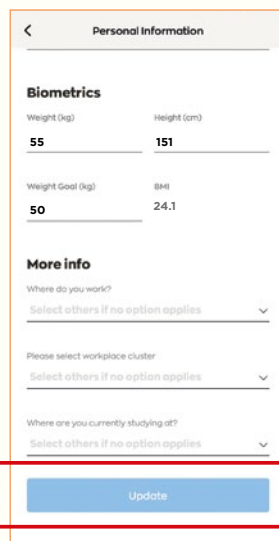 Personal Information
Biometrics
Weight (kg) Height (cm)
55 151
Weight Goal (kg) BMI
50 24.1
More info
Where do you work?
Select others if no option applies
Please select workplace cluster
Select others if no option applies
Where are you currently studying at?
Select others if no option applies
Update